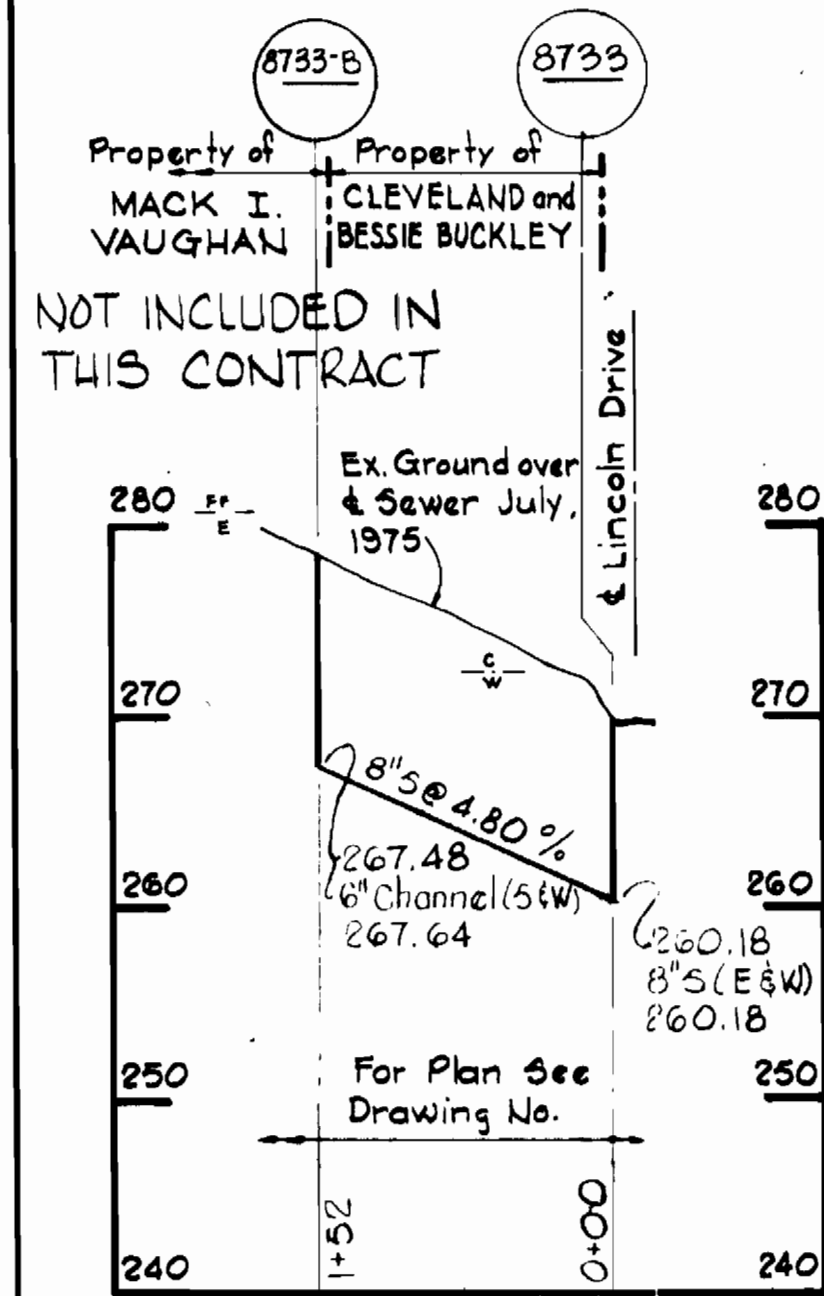 8733-B
8733
Property of
MACK I.
VAUGHAN
Property of
CLEVELAND and
BESSIE BUCKLEY
NOT INCLUDED IN
THIS CONTRACT
℄ Lincoln Drive
Ex. Ground over
℄ Sewer July,
1975
280
FF
E
280
C
W
270
270
8"S@ 4.80 %
267.48
6" Channel (S&W)
267.64
260
260
260.18
8"S (E&W)
260.18
250
250
For Plan See
Drawing No.
1+52
0+00
240
240